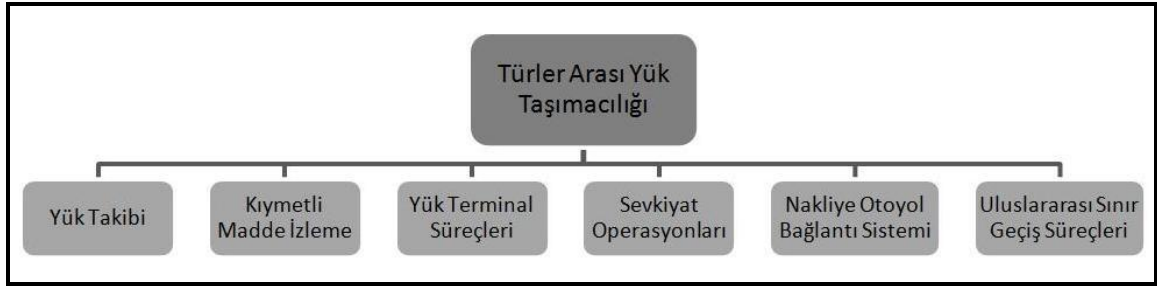 Türler Arası Yük
Taşımacılığı
Yük Takibi
Kıymetli
Madde İzleme
Yük Terminal
Süreçleri
Sevkiyat
Operasyonları
Nakliye Otoyol
Bağlantı Sistemi
Uluslararası Sınır
Geçiş Süreçleri